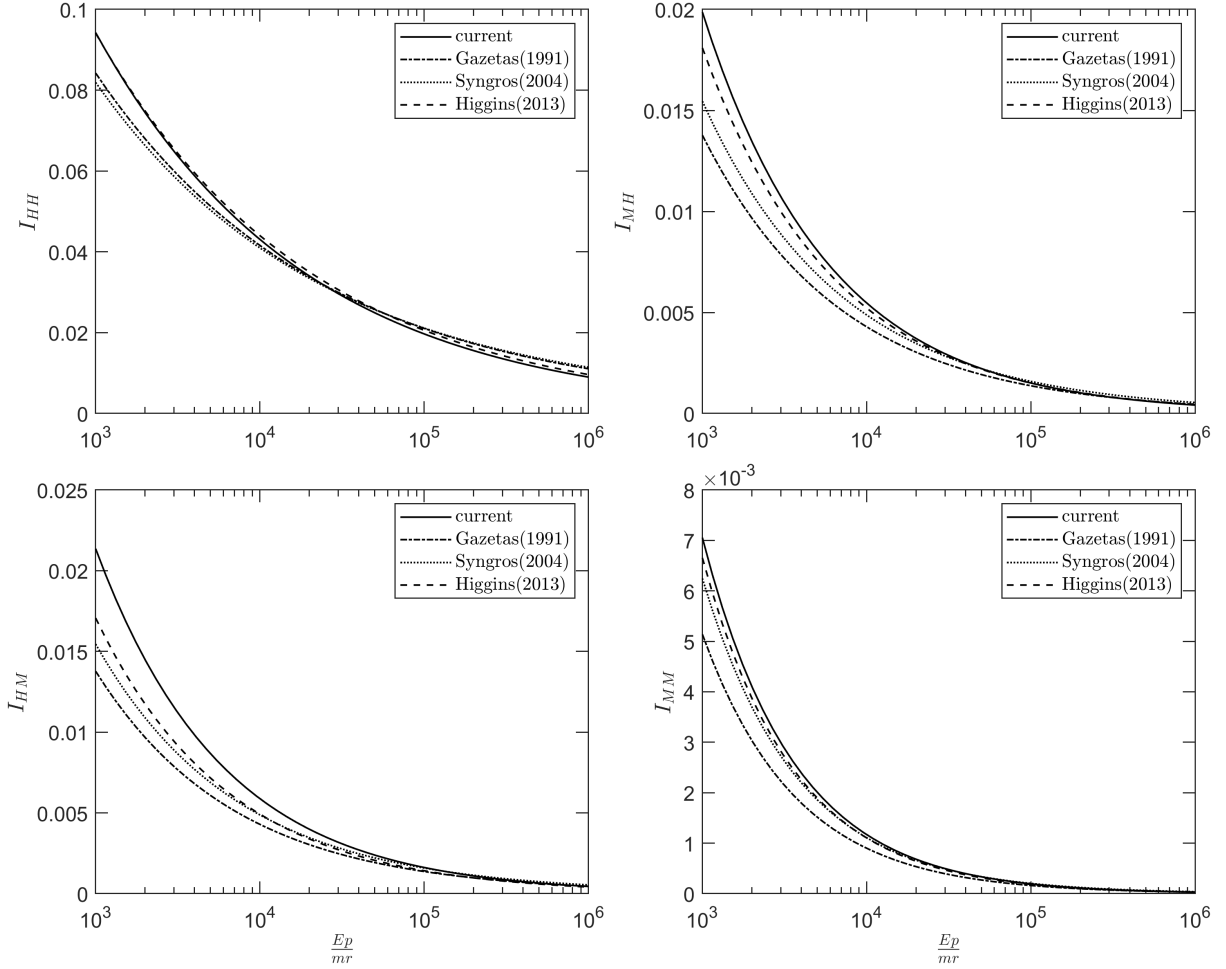 0.1
0.08
0.06
0.04
0.02
0
I_HH
10^3
10^4
10^5
10^6
current
Gazetas(1991)
Syngros(2004)
Higgins(2013)
0.02
0.015
0.01
0.005
0
I_MH
10^3
10^4
10^5
10^6
current
Gazetas(1991)
Syngros(2004)
Higgins(2013)
0.025
0.02
0.015
0.01
0.005
0
I_HM
10^3
10^4
10^5
10^6
Ep
mr
current
Gazetas(1991)
Syngros(2004)
Higgins(2013)
×10^-3
8
7
6
5
4
3
2
1
0
I_MM
10^3
10^4
10^5
10^6
Ep
mr
current
Gazetas(1991)
Syngros(2004)
Higgins(2013)